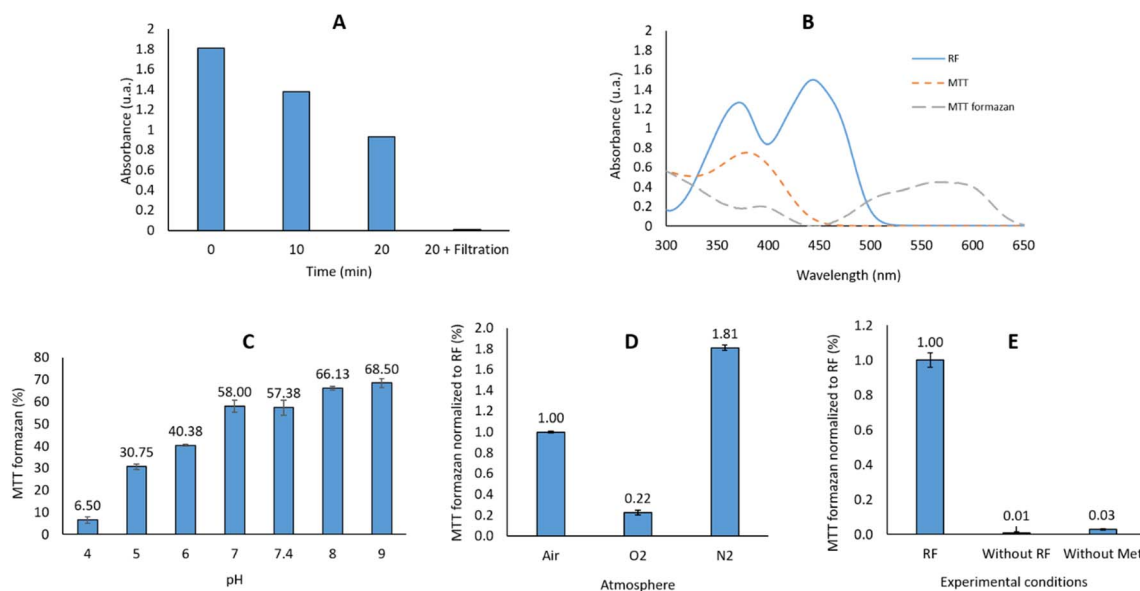 A
2
1.8
1.6
1.4
1.2
1
0.8
0.6
0.4
0.2
0
Absorbance (u.a.)
0 10 20 20 + Filtration
Time (min)
B
2
1.8
1.6
1.4
1.2
1
0.8
0.6
0.4
0.2
0
Absorbance (u.a.)
RF
MTT
MTT formazan
300 350 400 450 500 550 600 650
Wavelength (nm)
C
80
70
60
50
40
30
20
10
0
MTT formazan (%)
6.50 30.75 40.38 58.00 57.38 66.13 68.50
4 5 6 7 7.4 8 9
pH
D
2.0
1.8
1.6
1.4
1.2
1.0
0.8
0.6
0.4
0.2
0.0
MTT formazan normalized to RF (%)
1.00 0.22 1.81
Air O2 N2
Atmosphere
E
1.2
1.0
0.8
0.6
0.4
0.2
0.0
MTT formazan normalized to RF (%)
1.00 0.01 0.03
RF Without RF Without Met
Experimental conditions